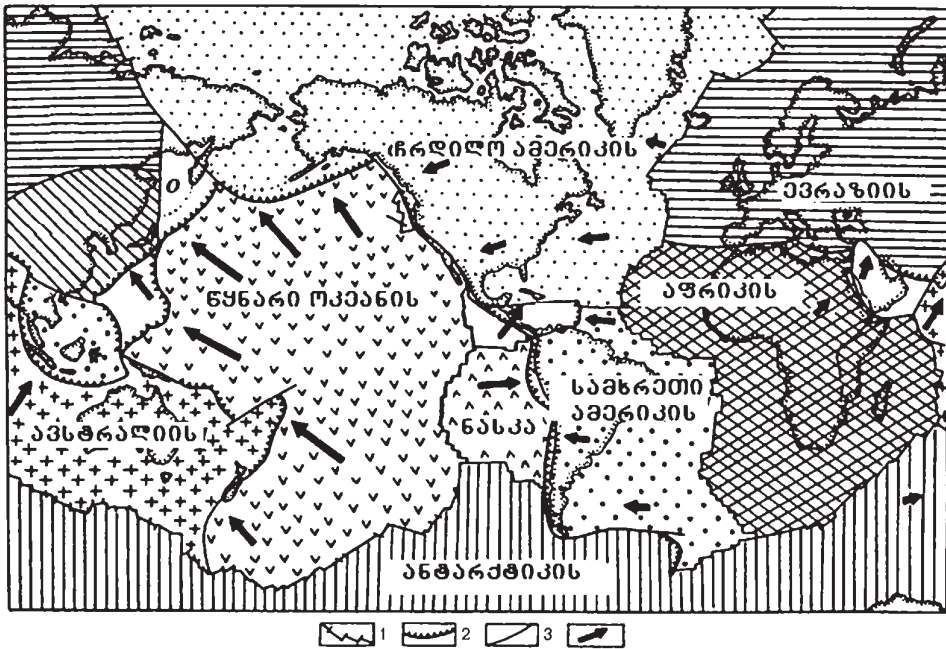 ჩრდილო ამერიკის
ევრაზიის
წყნარი ოკეანის
აფრიკის
სამხრეთი
ამერიკის
ნასკა
ავსტრალიის
ანტარქტიკის
1 2 3